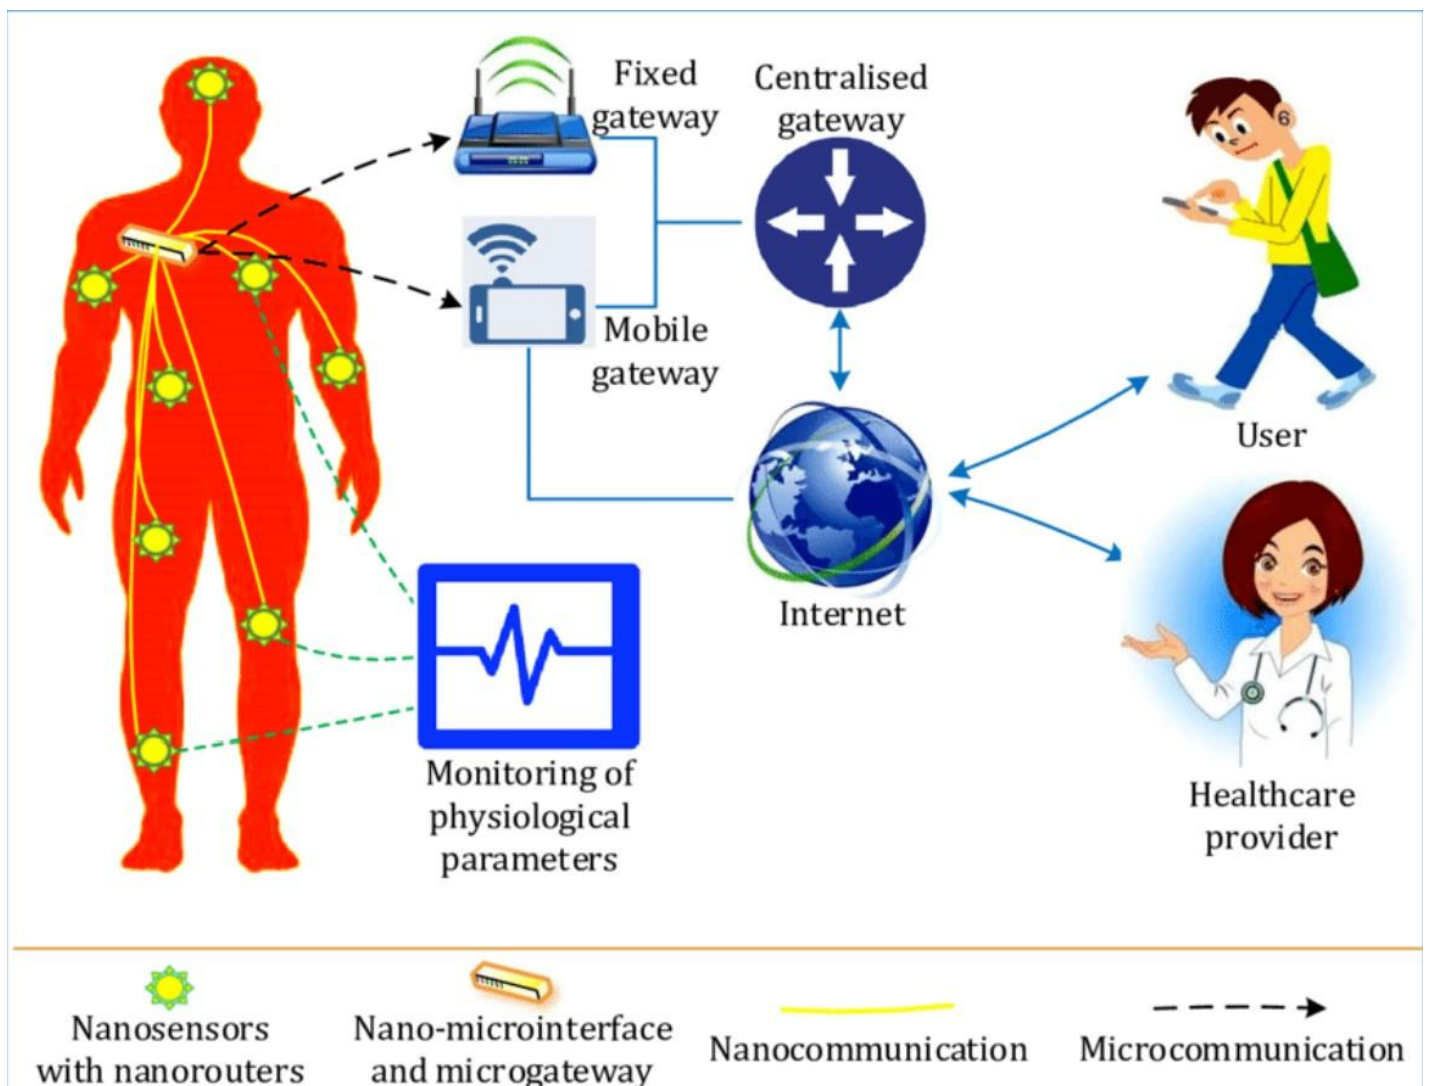 Fixed
gateway
Centralised
gateway
Mobile
gateway
User
Internet
Monitoring of
physiological
parameters
Healthcare
provider
Nanosensors
with nanorouters
Nano-microinterface
and microgateway
Nanocommunication
Microcommunication